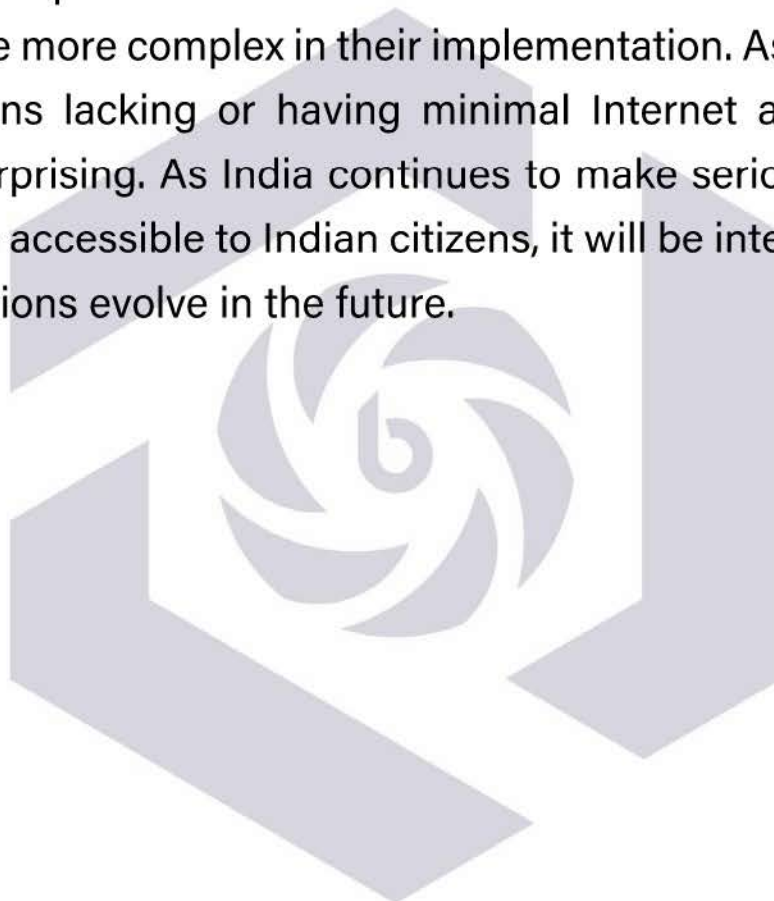 e more complex in their implementation. As
ns lacking or having minimal Internet a
rprising. As India continues to make serio
accessible to Indian citizens, it will be inte
ions evolve in the future.
b